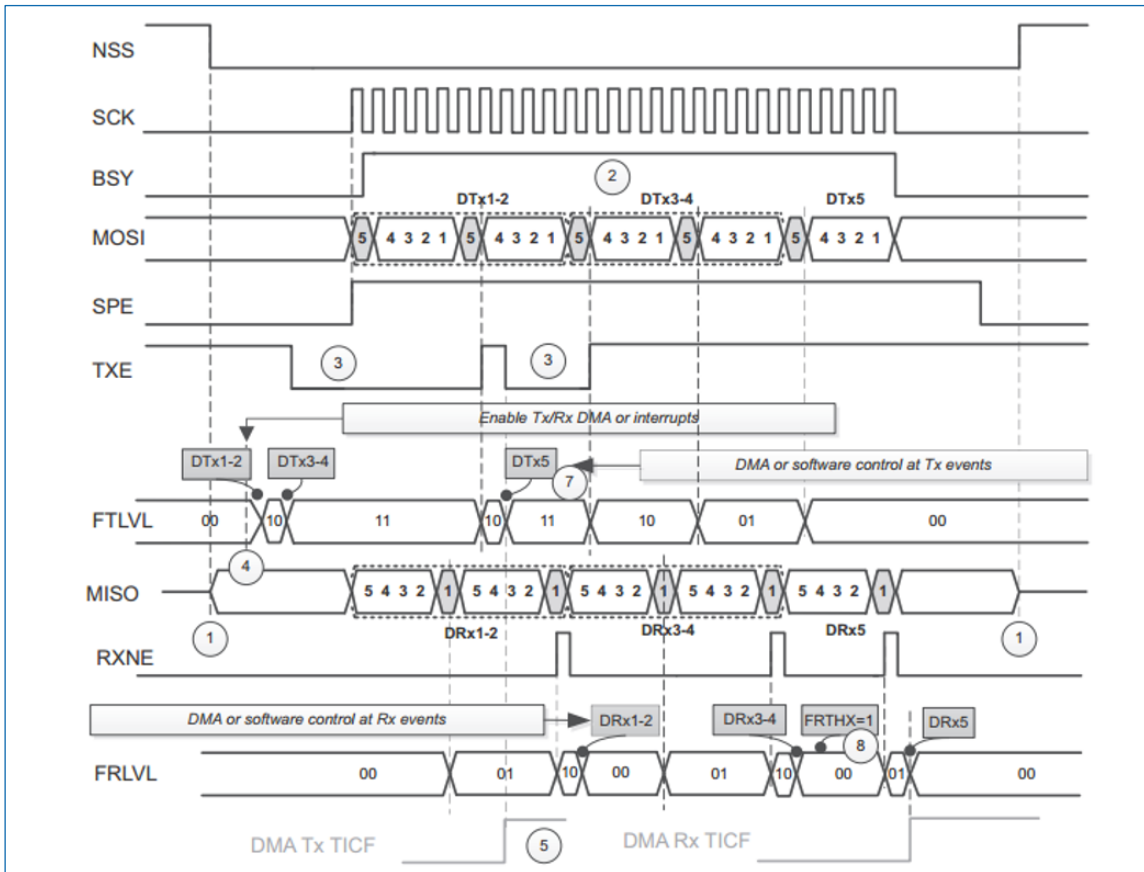 NSS
SCK
BSY
2
DTx1-2 DTx3-4 DTx5
MOSI 5 4 3 2 1 5 4 3 2 1 5 4 3 2 1 5 4 3 2 1 5 4 3 2 1
SPE
TXE 3 3
Enable Tx/Rx DMA or interrupts
DTx1-2 DTx3-4 DTx5 DMA or software control at Tx events
7
FTLVL 00 10 11 10 11 10 01 00
4
MISO 5 4 3 2 1 5 4 3 2 1 5 4 3 2 1 5 4 3 2 1 5 4 3 2 1
DRx1-2 DRx3-4 DRx5
1 1
RXNE
DMA or software control at Rx events DRx1-2 DRx3-4 FRTHX=1 DRx5
8
FRLVL 00 01 10 00 01 10 00 01 00
DMA Tx TICF 5 DMA Rx TICF